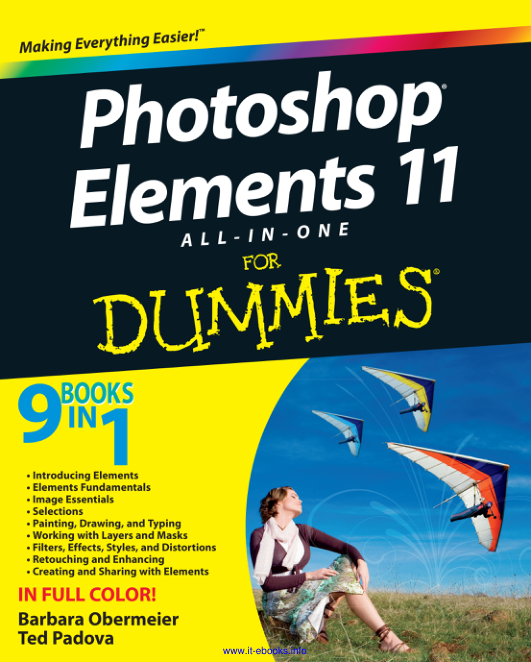 Making Everything Easier!™
Photoshop®
Elements 11
ALL-IN-ONE
FOR
DUMMIES®
9 BOOKS
IN 1
• Introducing Elements
• Elements Fundamentals
• Image Essentials
• Selections
• Painting, Drawing, and Typing
• Working with Layers and Masks
• Filters, Effects, Styles, and Distortions
• Retouching and Enhancing
• Creating and Sharing with Elements
IN FULL COLOR!
Barbara Obermeier
Ted Padova
www.it-ebooks.info